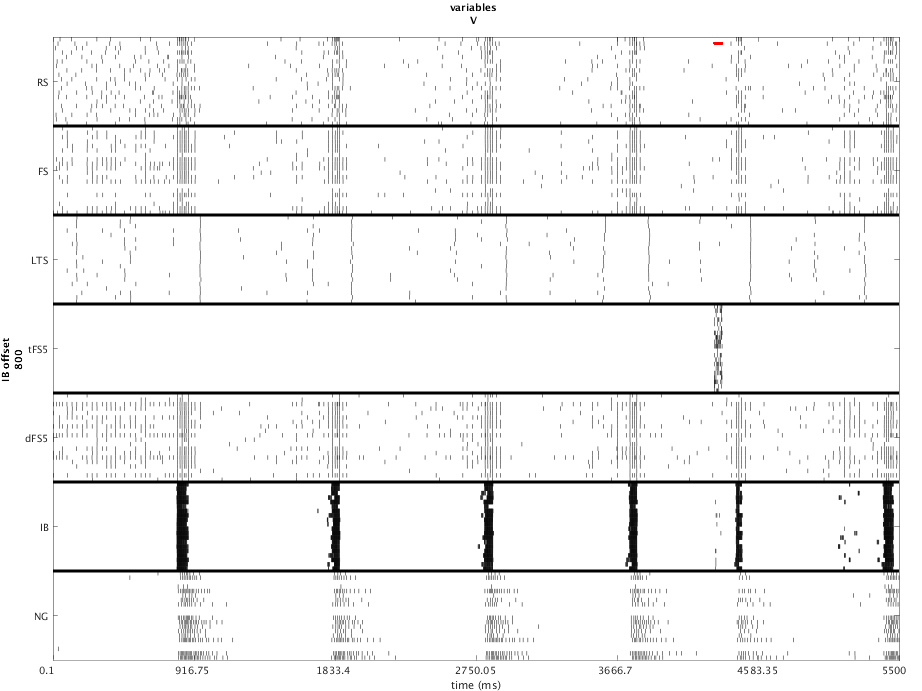 variables
V
RS
FS
LTS
tFS5
dFS5
IB
NG
IB offset
800
0.1 916.75 1833.4 2750.05 3666.7 4583.35 5500
time (ms)